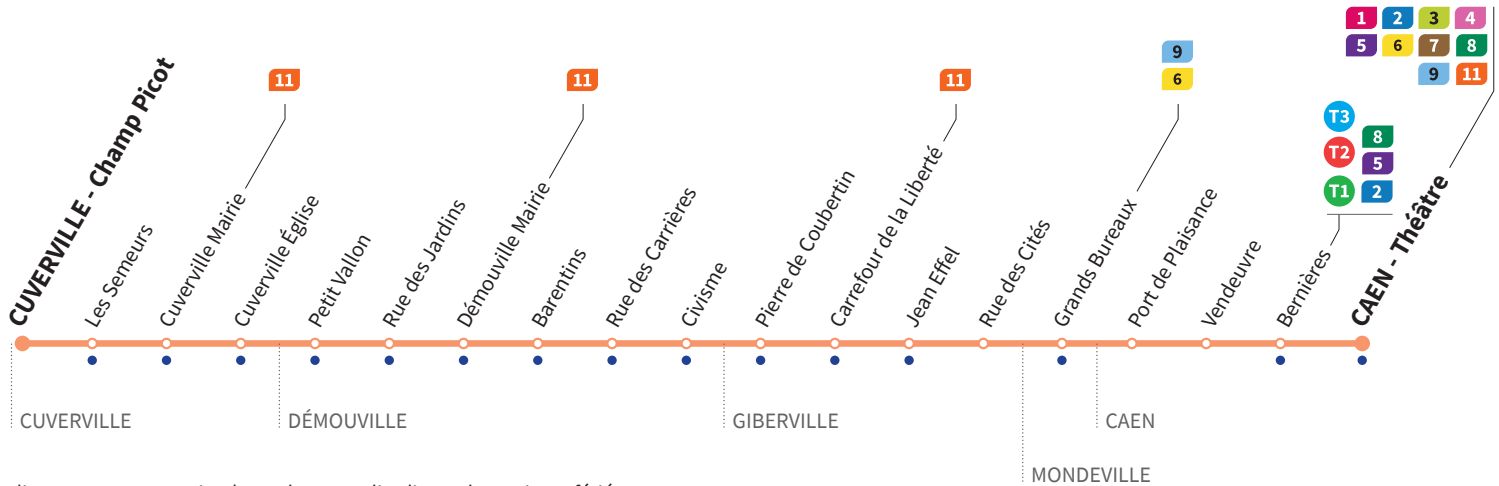 CUVERVILLE - Champ Picot
Les Semeurs
Cuverville Mairie
11
Cuverville Église
Petit Vallon
Rue des Jardins
Démouville Mairie
11
Barentins
Rue des Carrières
Civisme
Pierre de Coubertin
Carrefour de la Liberté
11
Jean Effel
Rue des Cités
Grands Bureaux
9
6
Port de Plaisance
Vendeuvre
Bernières
T3 8
T2 5
T1 2
CAEN - Théâtre
1 2 3 4
5 6 7 8
9 11
CUVERVILLE
DÉMOUVILLE
GIBERVILLE
MONDEVILLE
CAEN